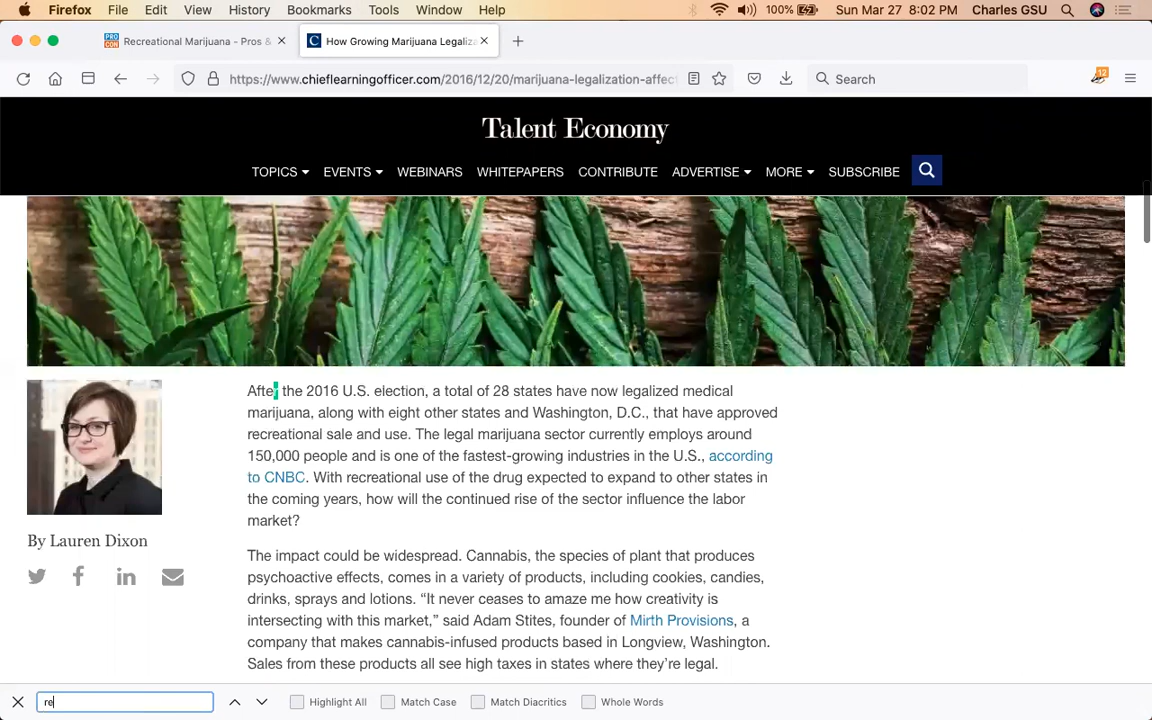 Firefox File Edit View History Bookmarks Tools Window Help 100% Sun Mar 27 8:02 PM Charles GSU
Recreational Marijuana - Pros & How Growing Marijuana Legaliza
https://www.chieflearningofficer.com/2016/12/20/marijuana-legalization-affect Search 12
Talent Economy
TOPICS EVENTS WEBINARS WHITEPAPERS CONTRIBUTE ADVERTISE MORE SUBSCRIBE
After the 2016 U.S. election, a total of 28 states have now legalized medical
marijuana, along with eight other states and Washington, D.C., that have approved
recreational sale and use. The legal marijuana sector currently employs around
150,000 people and is one of the fastest-growing industries in the U.S., according
to CNBC. With recreational use of the drug expected to expand to other states in
the coming years, how will the continued rise of the sector influence the labor
market?
By Lauren Dixon
The impact could be widespread. Cannabis, the species of plant that produces
psychoactive effects, comes in a variety of products, including cookies, candies,
drinks, sprays and lotions. “It never ceases to amaze me how creativity is
intersecting with this market,” said Adam Stites, founder of Mirth Provisions, a
company that makes cannabis-infused products based in Longview, Washington.
Sales from these products all see high taxes in states where they’re legal.
re Highlight All Match Case Match Diacritics Whole Words